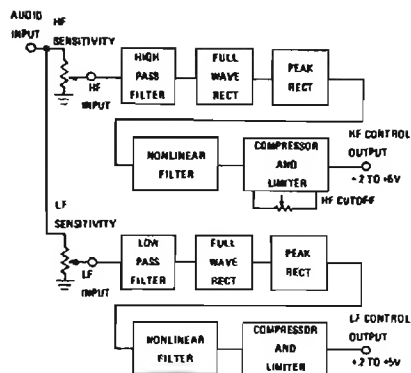 AUDIO INPUT
HF SENSITIVITY
HF INPUT
HIGH PASS FILTER
FULL WAVE RECT
PEAK RECT
NONLINEAR FILTER
COMPRESSOR AND LIMITER
HF CONTROL OUTPUT
+.2 TO +5V
HF CUTOFF
LF SENSITIVITY
LF INPUT
LOW PASS FILTER
FULL WAVE RECT
PEAK RECT
NONLINEAR FILTER
COMPRESSOR AND LIMITER
LF CONTROL OUTPUT
+.2 TO +5V